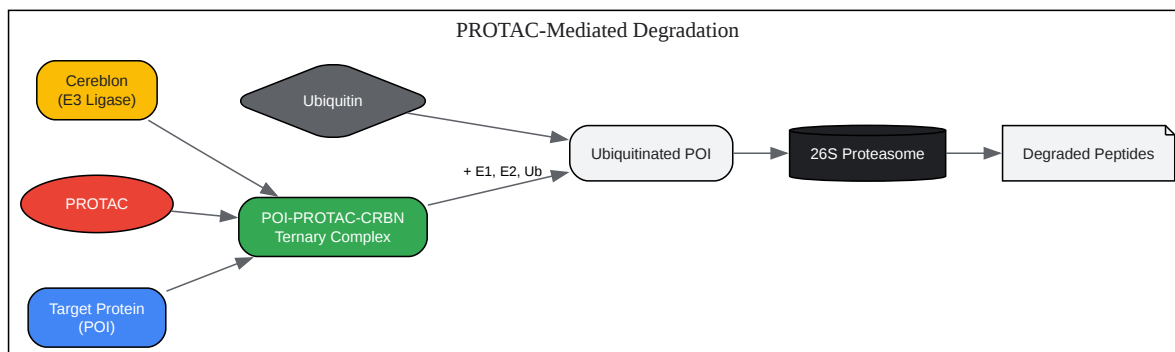 PROTAC-Mediated Degradation
Cereblon
(E3 Ligase)
Ubiquitin
Ubiquitinated POI
26S Proteasome
Degraded Peptides
+ E1, E2, Ub
PROTAC
POI-PROTAC-CRBN
Ternary Complex
Target Protein
(POI)